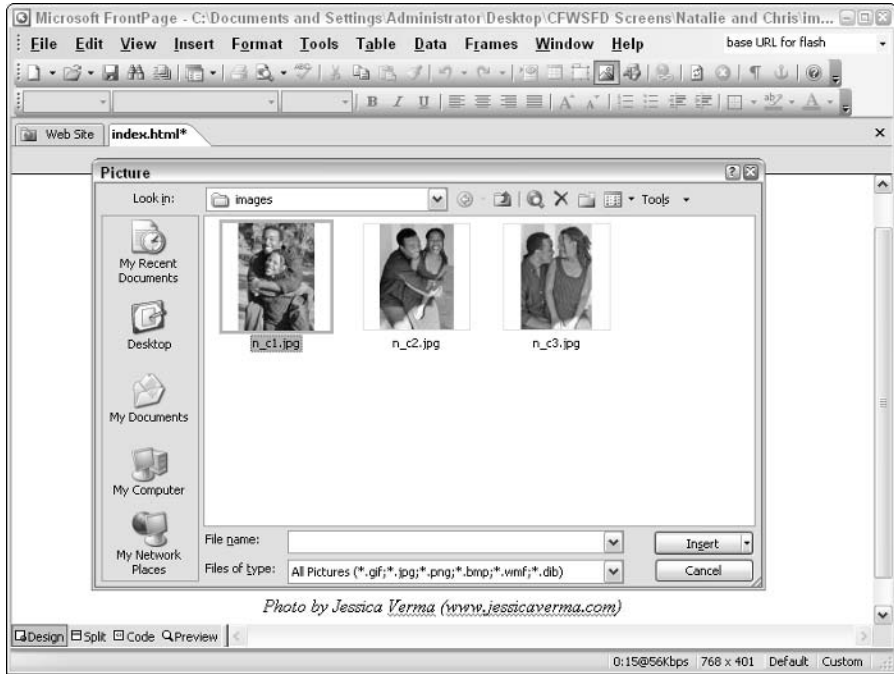 Microsoft FrontPage - C:\Documents and Settings\Administrator\Desktop\CFWSFD Screens\Natalie and Chris\im...
File Edit View Insert Format Tools Table Data Frames Window Help base URL for flash
B I U A A ab A
Web Site index.html*
Picture
Look in: images Tools
My Recent Documents
Desktop
My Documents
My Computer
My Network Places
n_c1.jpg n_c2.jpg n_c3.jpg
File name: Insert
Files of type: All Pictures (*.gif;*.jpg;*.png;*.bmp;*.wmf;*.dib) Cancel
Photo by Jessica Verma (www.jessicaverma.com)
Design Split Code Preview
0:15@56Kbps 768 x 401 Default Custom